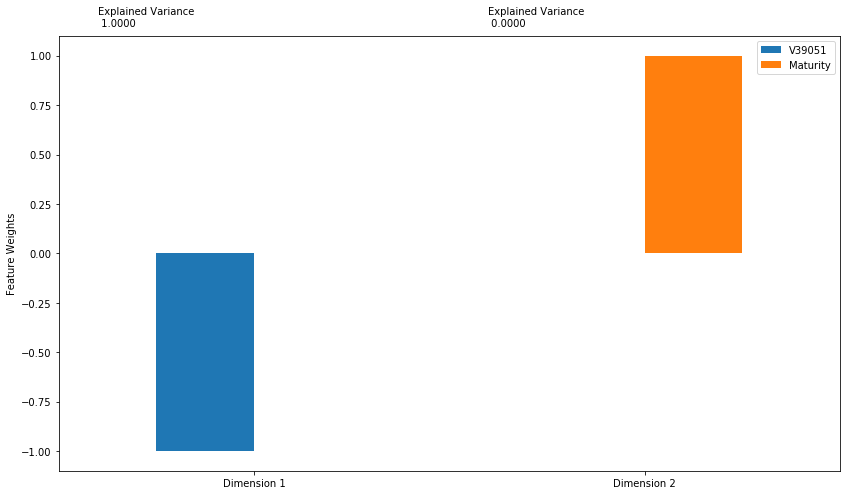 Explained Variance
1.0000
Explained Variance
0.0000
V39051
Maturity
1.00
0.75
0.50
0.25
0.00
−0.25
−0.50
−0.75
−1.00
Feature Weights
Dimension 1
Dimension 2